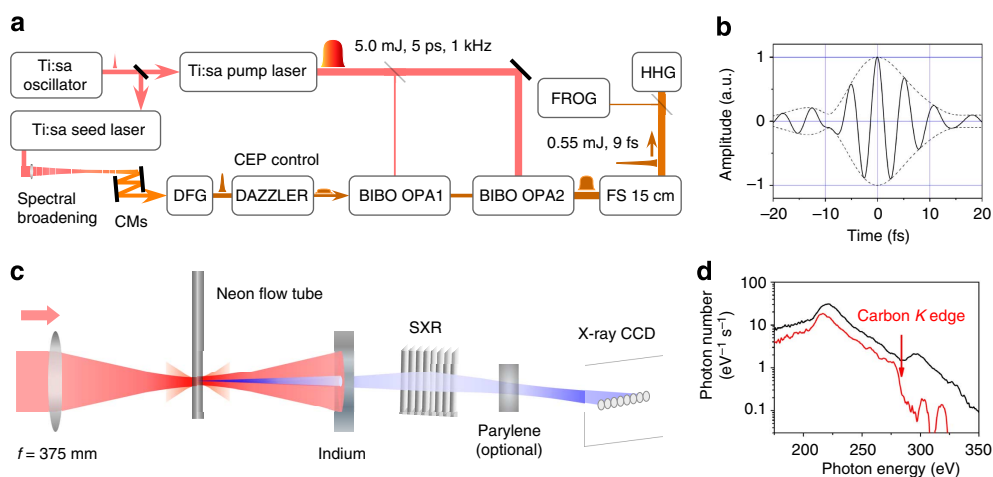 a
Ti:sa
oscillator
Ti:sa pump laser
5.0 mJ, 5 ps, 1 kHz
HHG
FROG
Ti:sa seed laser
0.55 mJ, 9 fs
CEP control
Spectral
broadening
CMs
DFG
DAZZLER
BIBO OPA1
BIBO OPA2
FS 15 cm
b
Amplitude (a.u.)
1
0
−1
−20
−10
0
10
20
Time (fs)
c
Neon flow tube
SXR
X-ray CCD
f = 375 mm
Indium
Parylene
(optional)
d
Photon number
(eV⁻¹ s⁻¹)
100
10
1
0.1
Carbon K edge
200
250
300
350
Photon energy (eV)